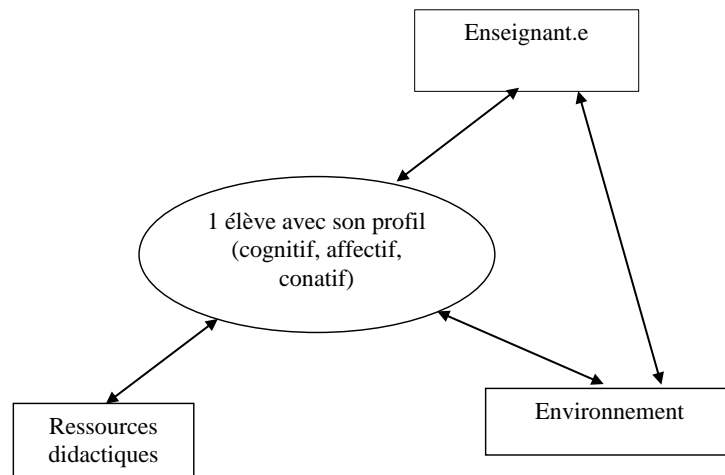 Enseignant.e
1 élève avec son profil
(cognitif, affectif,
conatif)
Environnement
Ressources
didactiques